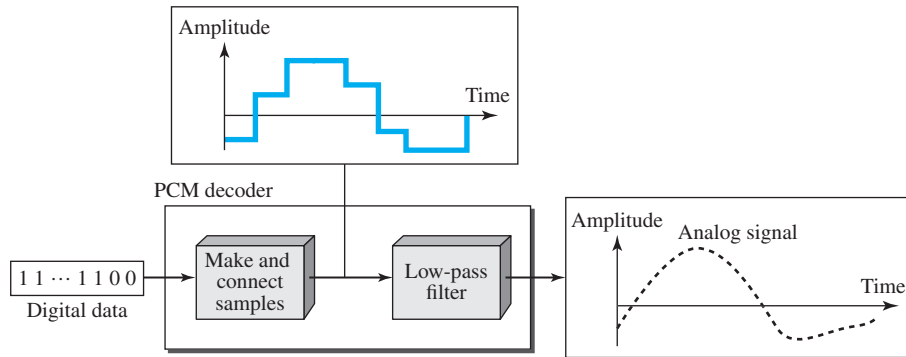 Amplitude
Time
PCM decoder
Make and
connect
samples
Low-pass
filter
1 1 ⋯ 1 1 0 0
Digital data
Amplitude
Analog signal
Time